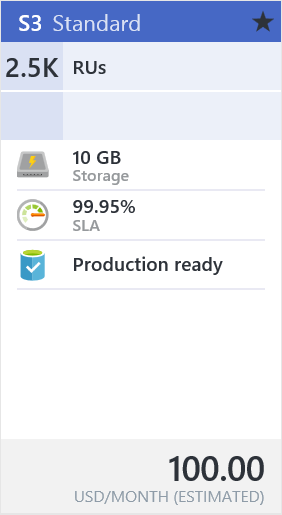 S3 Standard
2.5K RUs
10 GB
Storage
99.95%
SLA
Production ready
100.00
USD/MONTH (ESTIMATED)